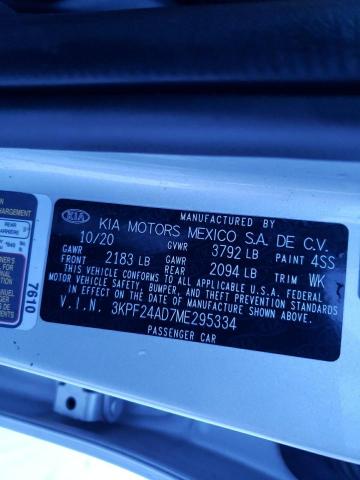 MANUFACTURED BY
KIA KIA MOTORS MEXICO S.A. DE C.V.
10/20 GVWR 3792 LB PAINT 4SS
GAWR FRONT 2183 LB GAWR REAR 2094 LB TRIM WK
THIS VEHICLE CONFORMS TO ALL APPLICABLE U.S.A. FEDERAL
MOTOR VEHICLE SAFETY, BUMPER, AND THEFT PREVENTION STANDARDS
IN EFFECT ON THE DATE OF MANUFACTURE SHOWN ABOVE.
V.I.N. 3KPF24AD7ME295334
PASSENGER CAR
7610
REAR